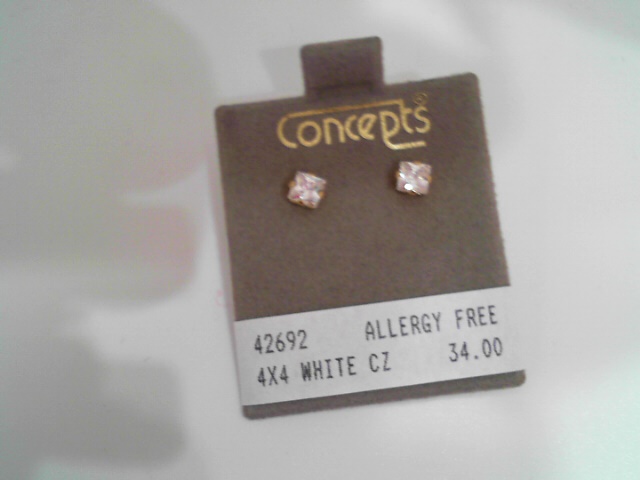 Concepts®
42692 ALLERGY FREE
4X4 WHITE CZ 34.00